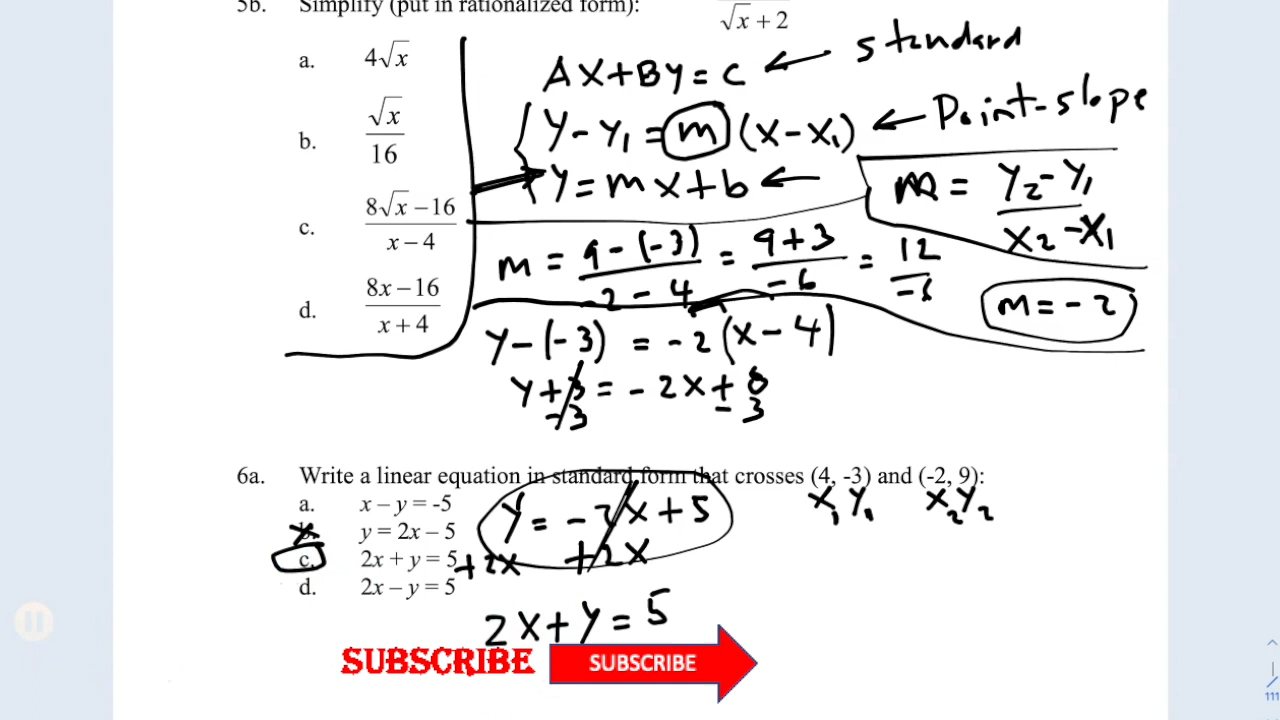 5b. Simplify (put in rationalized form):
√x + 2
a. 4√x
b. √x / 16
c. 8√x – 16 / x – 4
d. 8x – 16 / x + 4
AX+BY=C ← standard
Y-Y₁ = m (X-X₁) ← Point-slope
Y = mX+b ←
m = Y₂-Y₁ / X₂-X₁
m = 9-(-3) / -2-4 = 9+3 / -6 = 12 / -6
m = -2
Y-(-3) = -2(X-4)
Y+3 = -2X+8
-3 -3
6a. Write a linear equation in standard form that crosses (4, -3) and (-2, 9):
X₁ Y₁ X₂ Y₂
a. x – y = -5
b. y = 2x – 5
c. 2x + y = 5
d. 2x – y = 5
Y = -2X+5
+2X +2X
2X+Y=5
SUBSCRIBE SUBSCRIBE
111